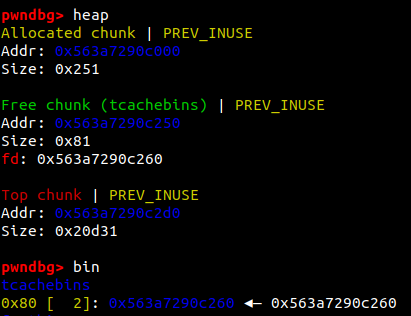 pwndbg> heap
Allocated chunk | PREV_INUSE
Addr: 0x563a7290c000
Size: 0x251
Free chunk (tcachebins) | PREV_INUSE
Addr: 0x563a7290c250
Size: 0x81
fd: 0x563a7290c260
Top chunk | PREV_INUSE
Addr: 0x563a7290c2d0
Size: 0x20d31
pwndbg> bin
tcachebins
0x80 [  2]: 0x563a7290c260 ◂— 0x563a7290c260